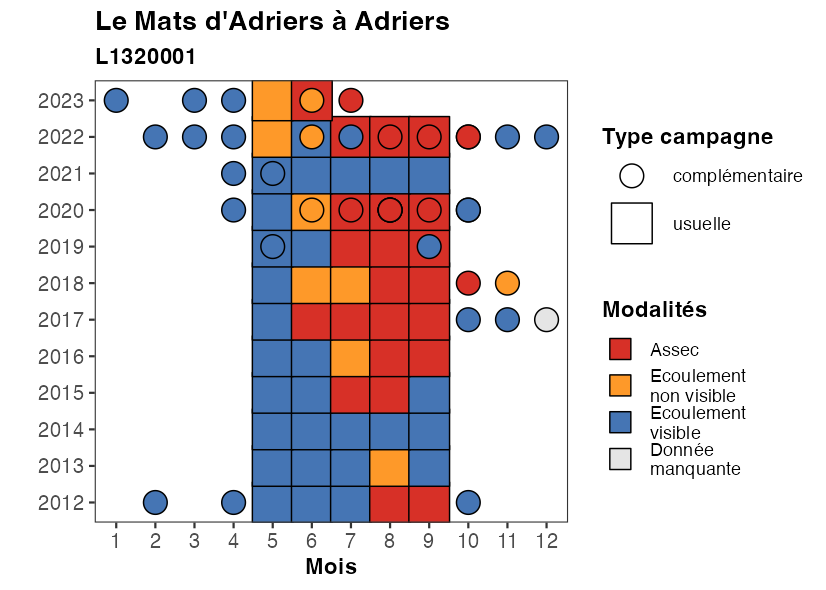 Le Mats d'Adriers à Adriers
L1320001
2023
2022
2021
2020
2019
2018
2017
2016
2015
2014
2013
2012
1 2 3 4 5 6 7 8 9 10 11 12
Mois
Type campagne
complémentaire
usuelle
Modalités
Assec
Ecoulement
non visible
Ecoulement
visible
Donnée
manquante